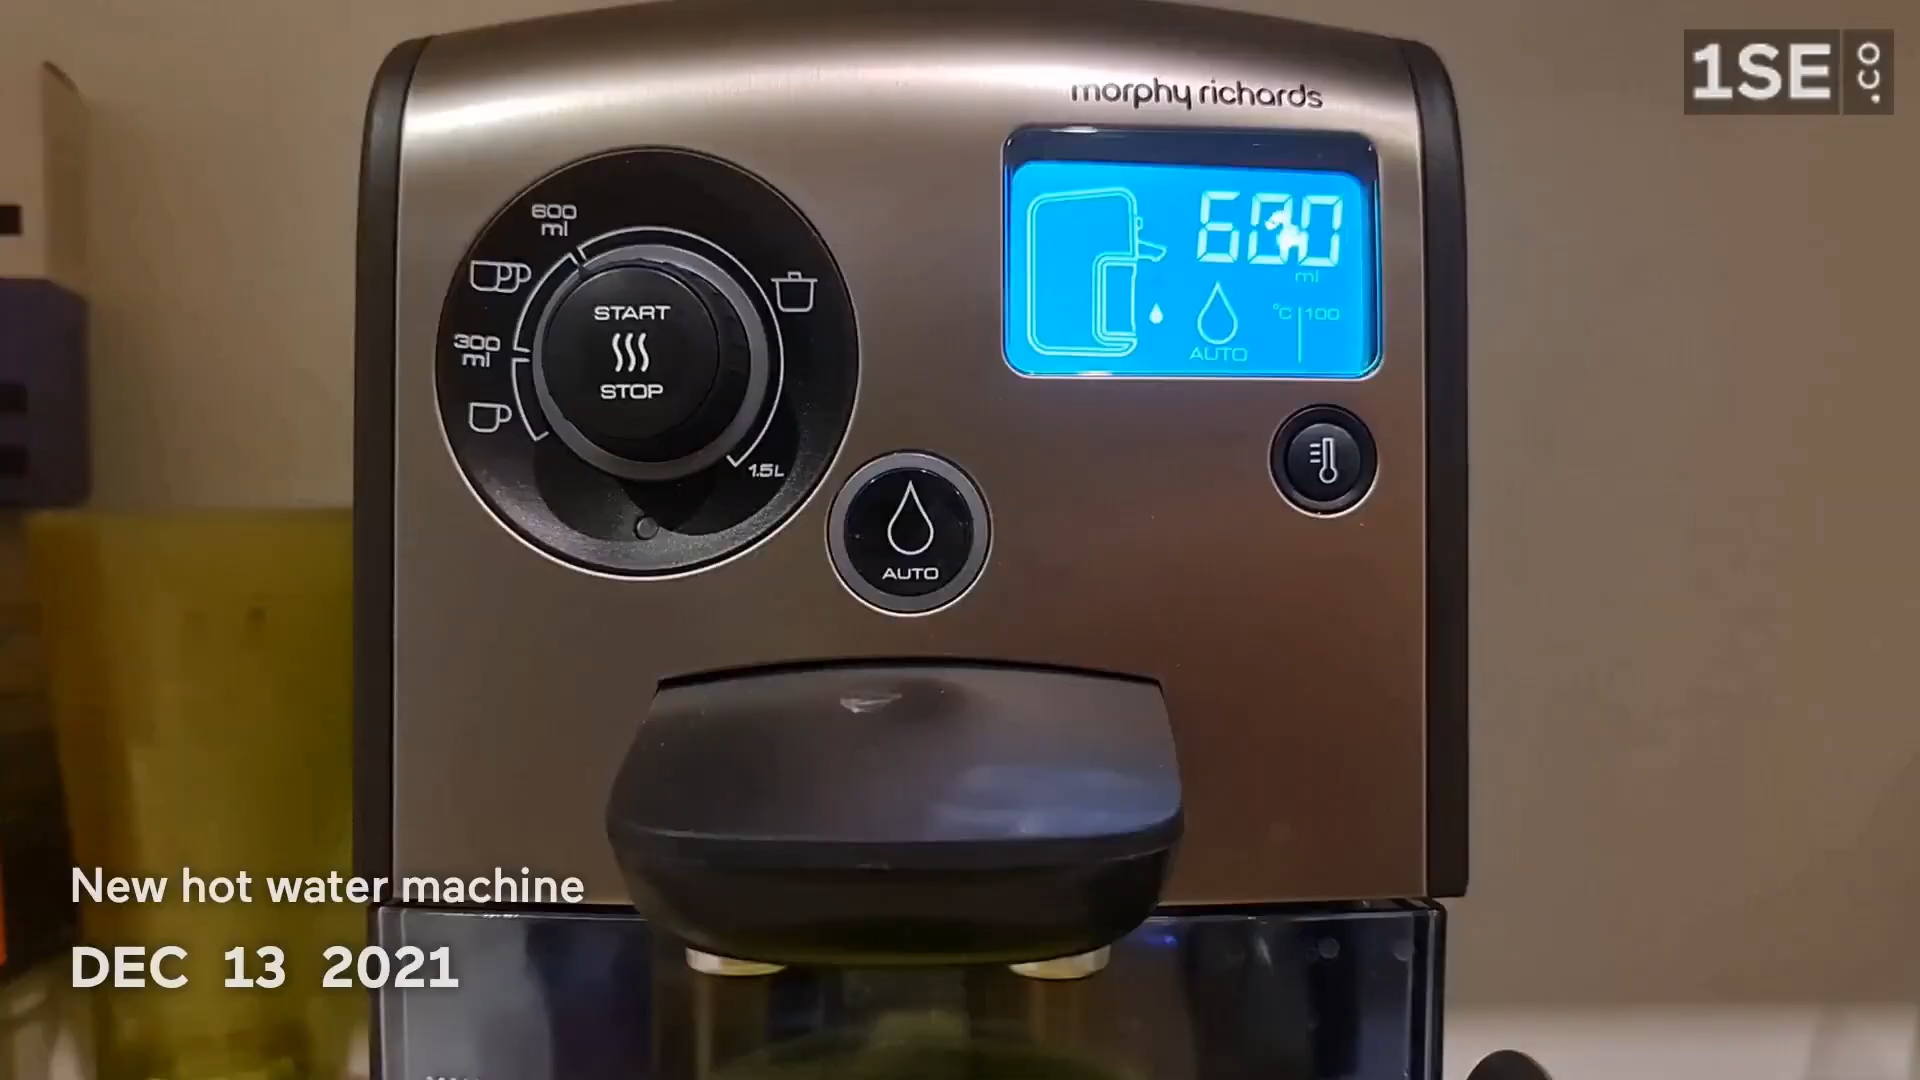 1SE .CO
morphy richards
600
ml
600
ml
°C 100
AUTO
START
STOP
300
ml
1.5L
AUTO
New hot water machine
DEC 13 2021